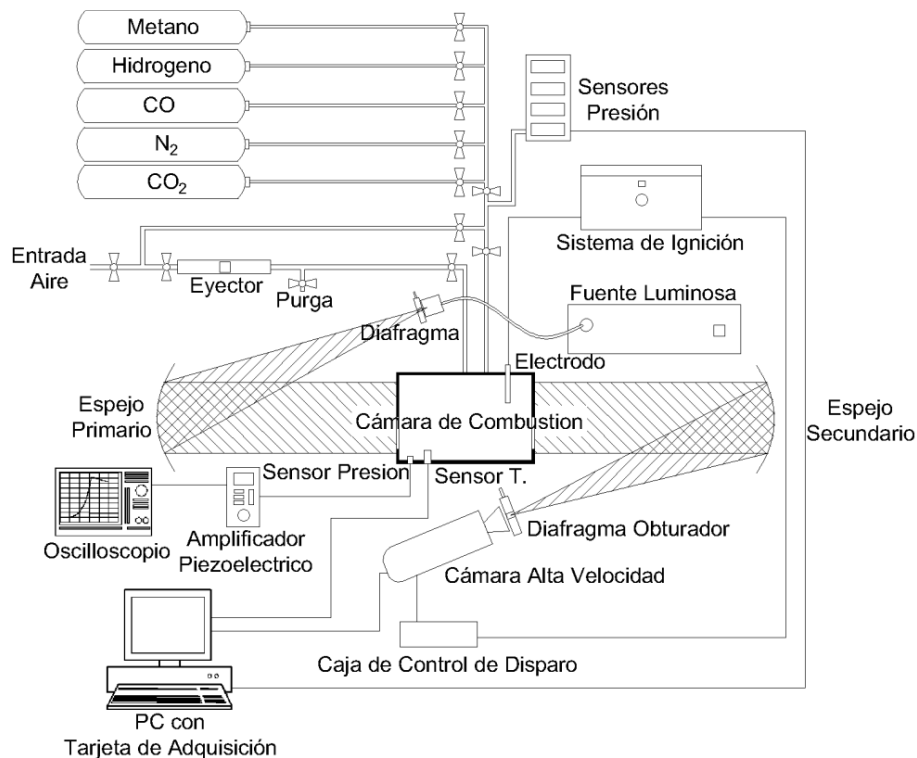 Metano
Hidrogeno
CO
N₂
CO₂
Sensores
Presión
Sistema de Ignición
Entrada
Aire
Eyector
Purga
Fuente Luminosa
Diafragma
Electrodo
Espejo
Primario
Cámara de Combustion
Espejo
Secundario
Sensor Presion
Sensor T.
Diafragma Obturador
Oscilloscopio
Amplificador
Piezoelectrico
Cámara Alta Velocidad
Caja de Control de Disparo
PC con
Tarjeta de Adquisición